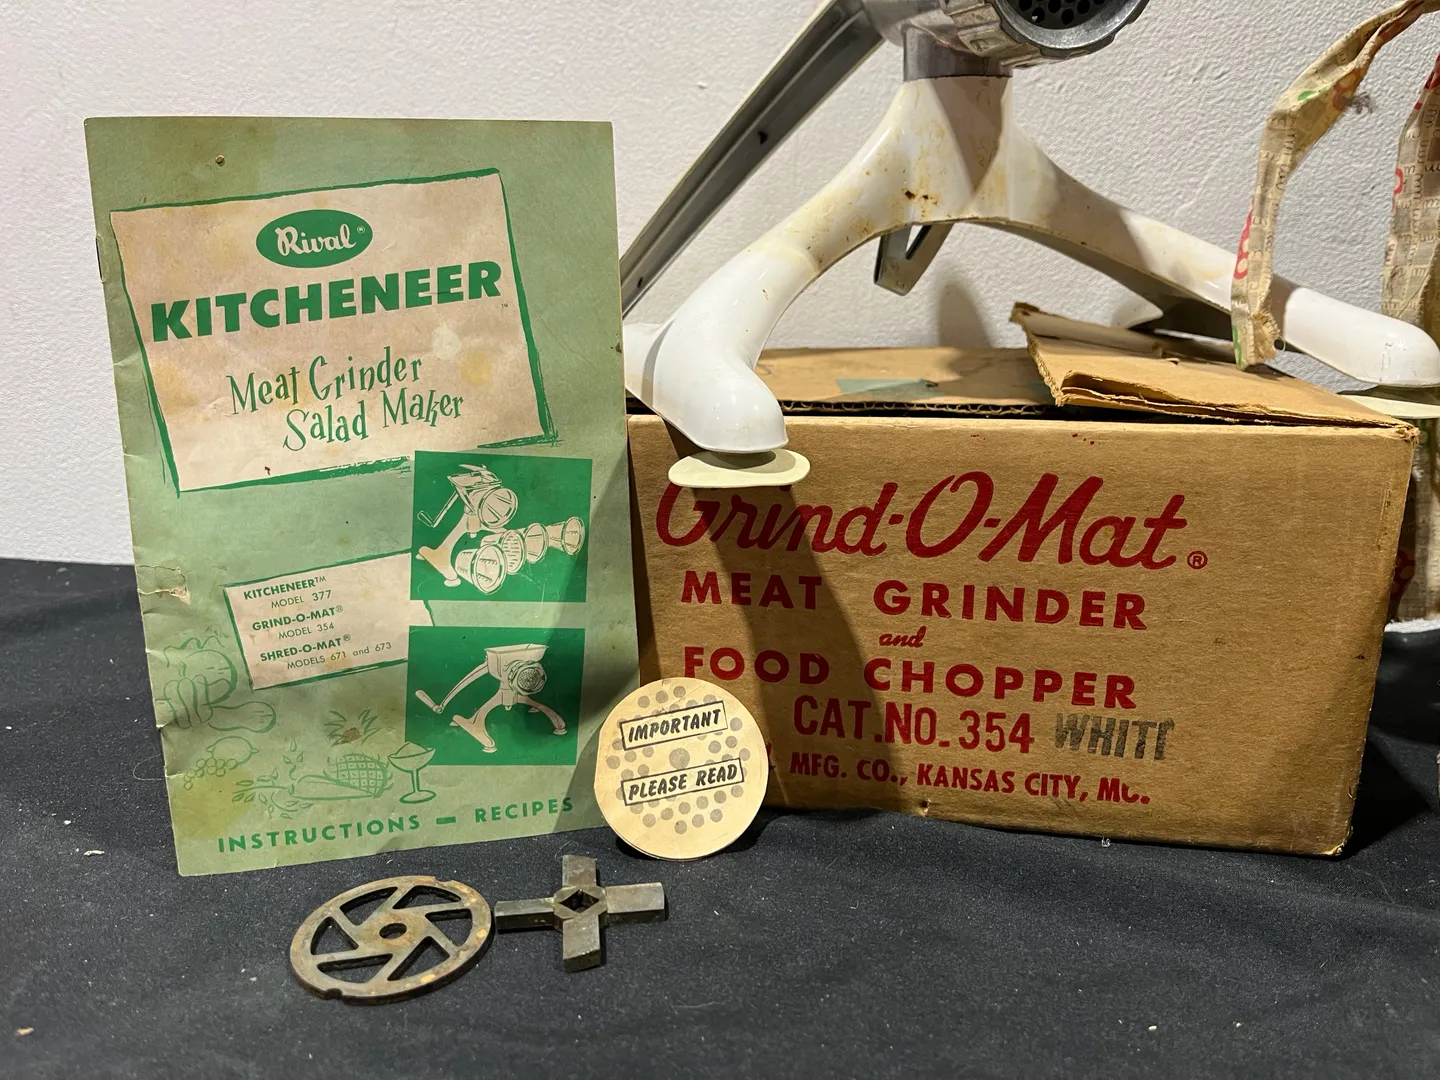 Rival®
KITCHENEER™
Meat Grinder
Salad Maker
KITCHENEER™
MODEL 377
GRIND-O-MAT®
MODEL 354
SHRED-O-MAT®
MODELS 671 and 673
INSTRUCTIONS — RECIPES
IMPORTANT
PLEASE READ
Grind-O-Mat®
MEAT GRINDER
and
FOOD CHOPPER
CAT.NO.354 WHITE
MFG. CO., KANSAS CITY, MO.